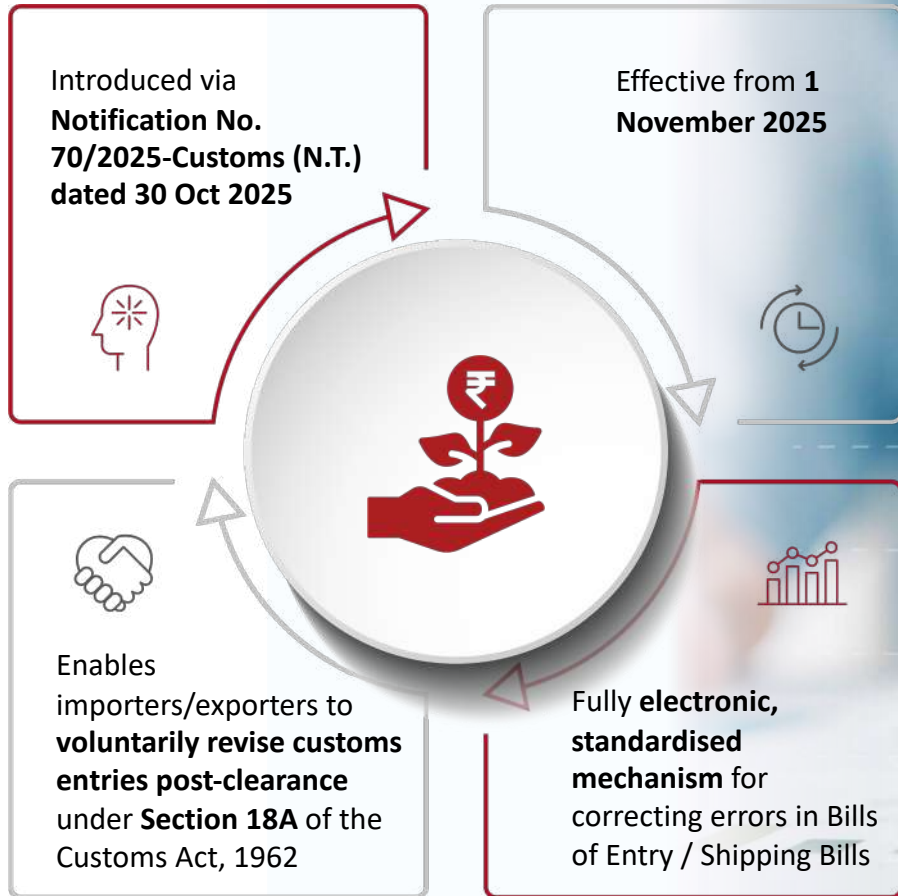 Introduced via
Notification No.
70/2025-Customs (N.T.)
dated 30 Oct 2025
Effective from 1
November 2025
₹
Enables
importers/exporters to
voluntarily revise customs
entries post-clearance
under Section 18A of the
Customs Act, 1962
Fully electronic,
standardised
mechanism for
correcting errors in Bills
of Entry / Shipping Bills